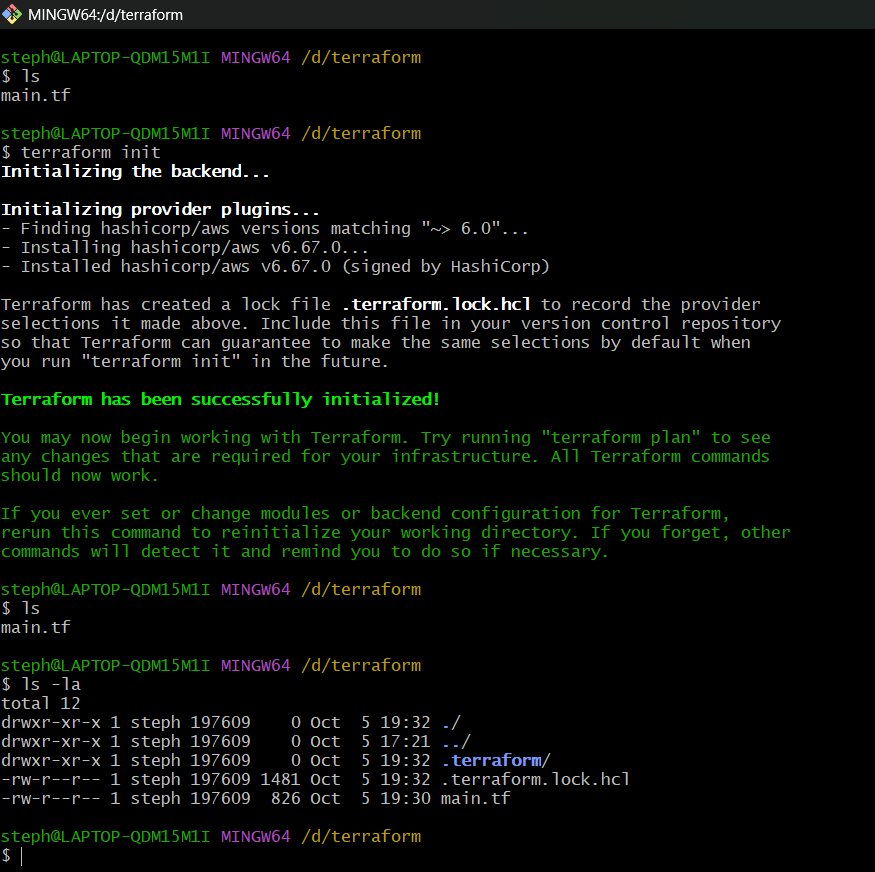 MINGW64:/d/terraform
steph@LAPTOP-QDM15M1I MINGW64 /d/terraform
$ ls
main.tf
steph@LAPTOP-QDM15M1I MINGW64 /d/terraform
$ terraform init
Initializing the backend...
Initializing provider plugins...
- Finding hashicorp/aws versions matching "~> 6.0"...
- Installing hashicorp/aws v6.67.0...
- Installed hashicorp/aws v6.67.0 (signed by HashiCorp)
Terraform has created a lock file .terraform.lock.hcl to record the provider
selections it made above. Include this file in your version control repository
so that Terraform can guarantee to make the same selections by default when
you run "terraform init" in the future.
Terraform has been successfully initialized!
You may now begin working with Terraform. Try running "terraform plan" to see
any changes that are required for your infrastructure. All Terraform commands
should now work.
If you ever set or change modules or backend configuration for Terraform,
rerun this command to reinitialize your working directory. If you forget, other
commands will detect it and remind you to do so if necessary.
steph@LAPTOP-QDM15M1I MINGW64 /d/terraform
$ ls
main.tf
steph@LAPTOP-QDM15M1I MINGW64 /d/terraform
$ ls -la
total 12
drwxr-xr-x 1 steph 197609    0 Oct  5 19:32 ./
drwxr-xr-x 1 steph 197609    0 Oct  5 17:21 ../
drwxr-xr-x 1 steph 197609    0 Oct  5 19:32 .terraform/
-rw-r--r-- 1 steph 197609 1481 Oct  5 19:32 .terraform.lock.hcl
-rw-r--r-- 1 steph 197609  826 Oct  5 19:30 main.tf
steph@LAPTOP-QDM15M1I MINGW64 /d/terraform
$